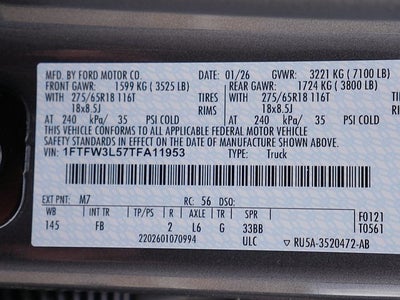 MFD. BY FORD MOTOR CO. 01/26 GVWR: 3221 KG ( 7100 LB)
FRONT GAWR: 1599 KG ( 3525 LB) REAR GAWR: 1724 KG ( 3800 LB)
WITH 275/65R18 116T TIRES WITH 275/65R18 116T TIRES
18x8.5J RIMS 18x8.5J RIMS
AT 240 kPa/ 35 PSI COLD AT 240 kPa/ 35 PSI COLD
THIS VEHICLE CONFORMS TO ALL APPLICABLE FEDERAL MOTOR VEHICLE
SAFETY STANDARDS IN EFFECT ON THE DATE OF MANUFACTURE SHOWN ABOVE.
VIN: 1FTFW3L57TFA11953 TYPE: Truck
EXT PNT: M7 RC: 56 DSO:
WB INT TR TP/PS R AXLE TR SPR F0121
145 FB 2 L6 G 33BB T0561
2202601070994 ULC RU5A-3520472-AB